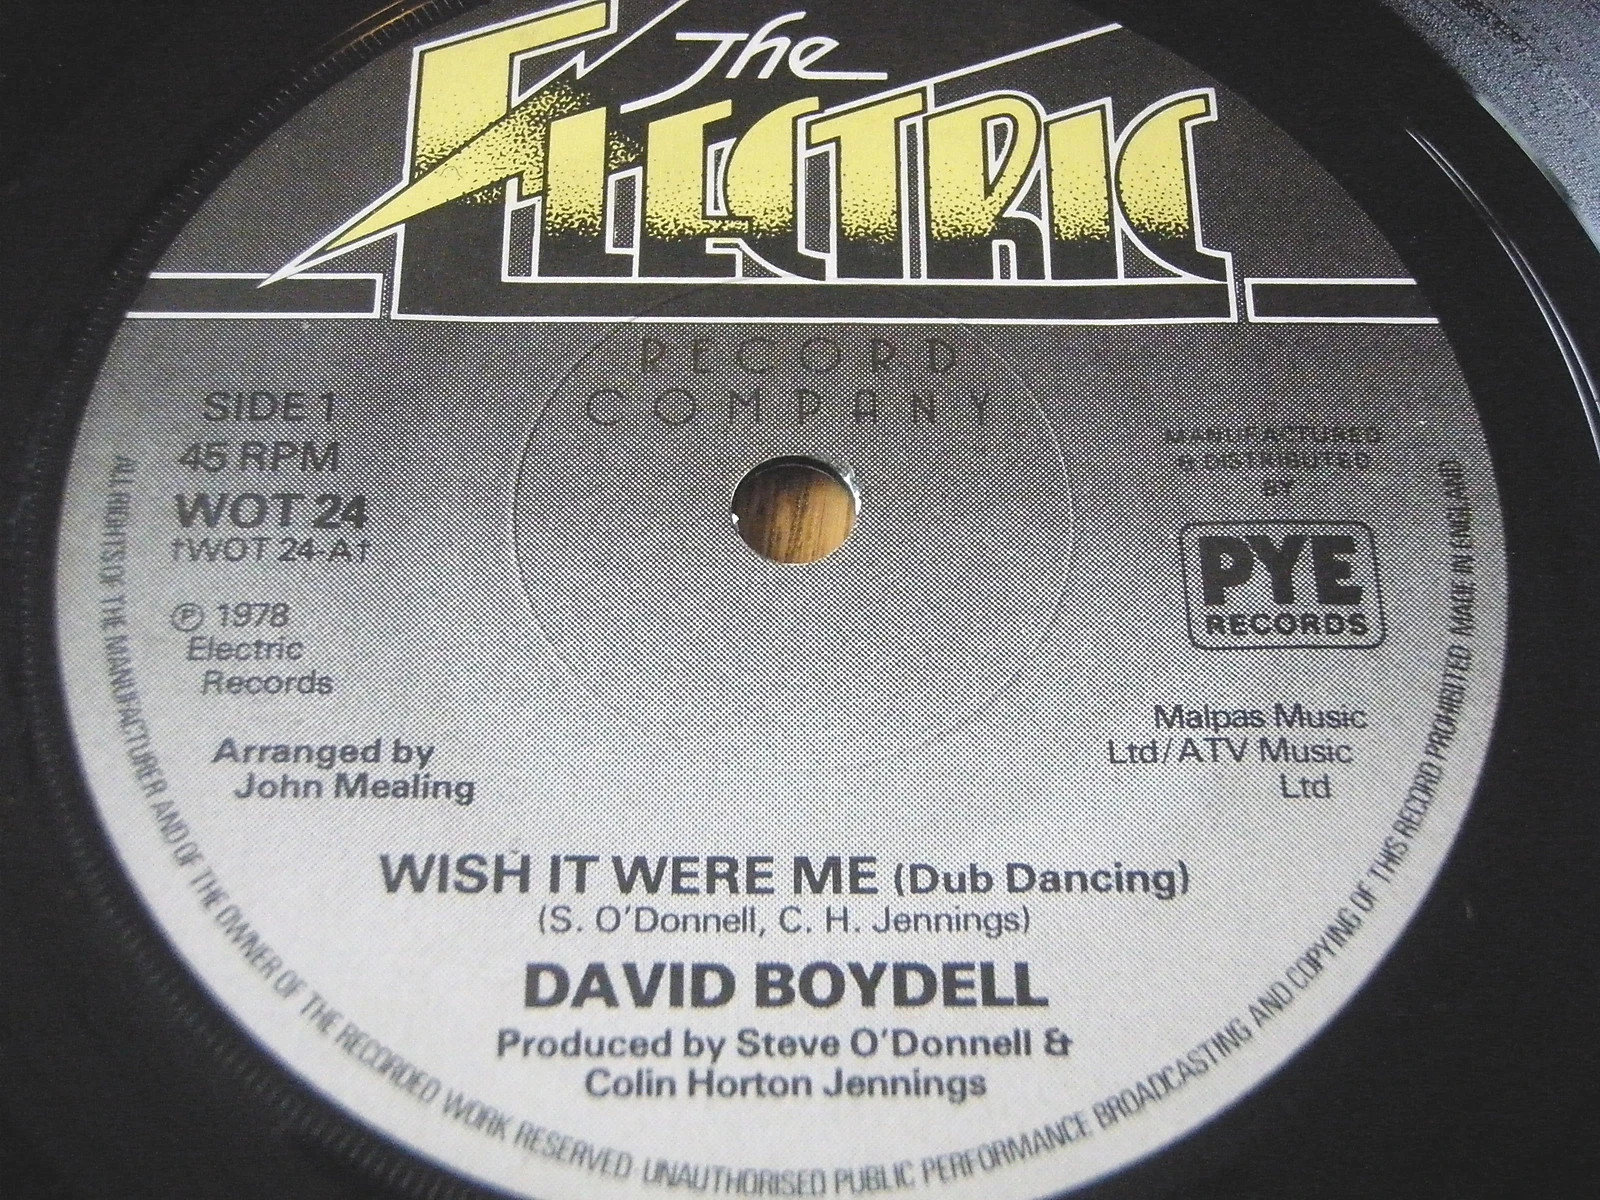 The
ELECTRIC
RECORD
COMPANY
SIDE 1
45 RPM
WOT 24
†WOT 24-A†
℗ 1978
Electric
Records
Arranged by
John Mealing
MANUFACTURED
& DISTRIBUTED
BY
PYE
RECORDS
Malpas Music
Ltd/ATV Music
Ltd
WISH IT WERE ME (Dub Dancing)
(S. O'Donnell, C. H. Jennings)
DAVID BOYDELL
Produced by Steve O'Donnell &
Colin Horton Jennings
ALL RIGHTS OF THE MANUFACTURER AND OF THE OWNER OF THE RECORDED WORK RESERVED · UNAUTHORISED PUBLIC PERFORMANCE BROADCASTING AND COPYING OF THIS RECORD PROHIBITED MADE IN ENGLAND